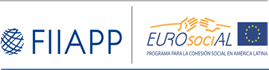 FIIAPP
EUROsociAL
PROGRAMA PARA LA COHESIÓN SOCIAL EN AMÉRICA LATINA